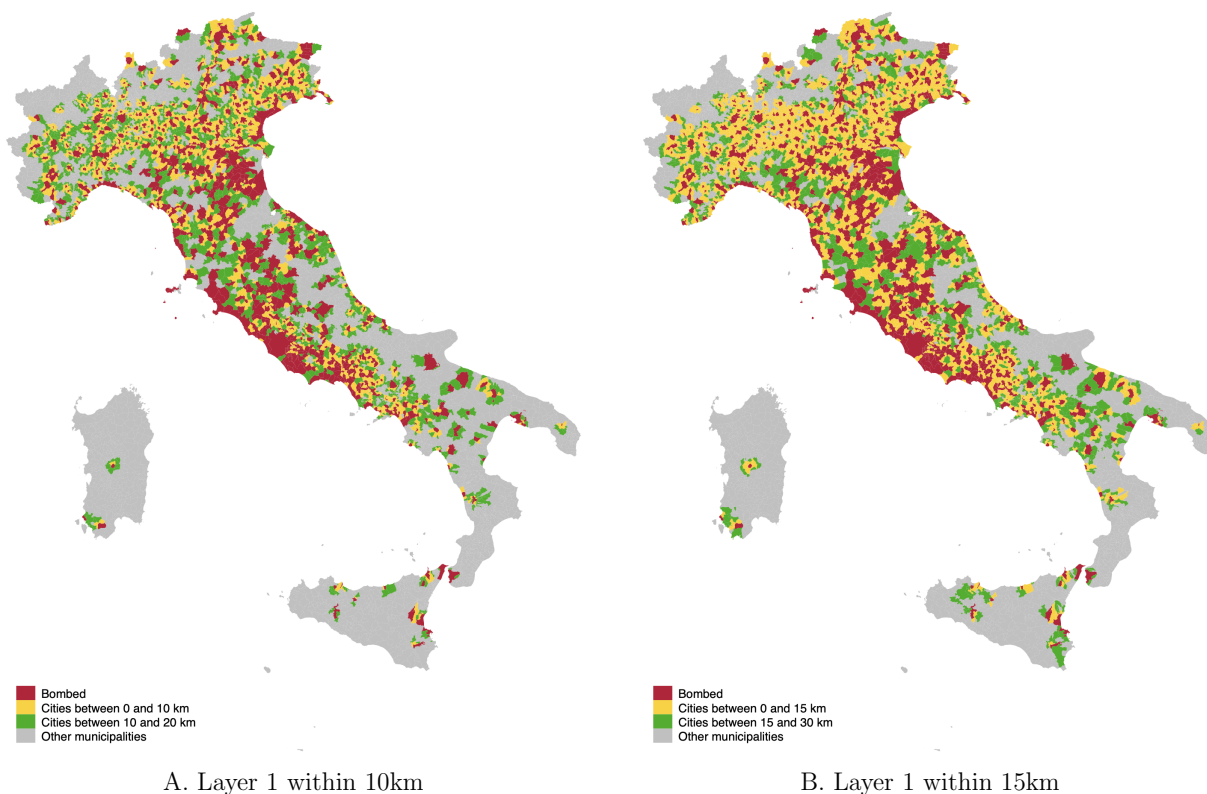 Bombed
Cities between 0 and 10 km
Cities between 10 and 20 km
Other municipalities
A. Layer 1 within 10km
Bombed
Cities between 0 and 15 km
Cities between 15 and 30 km
Other municipalities
B. Layer 1 within 15km